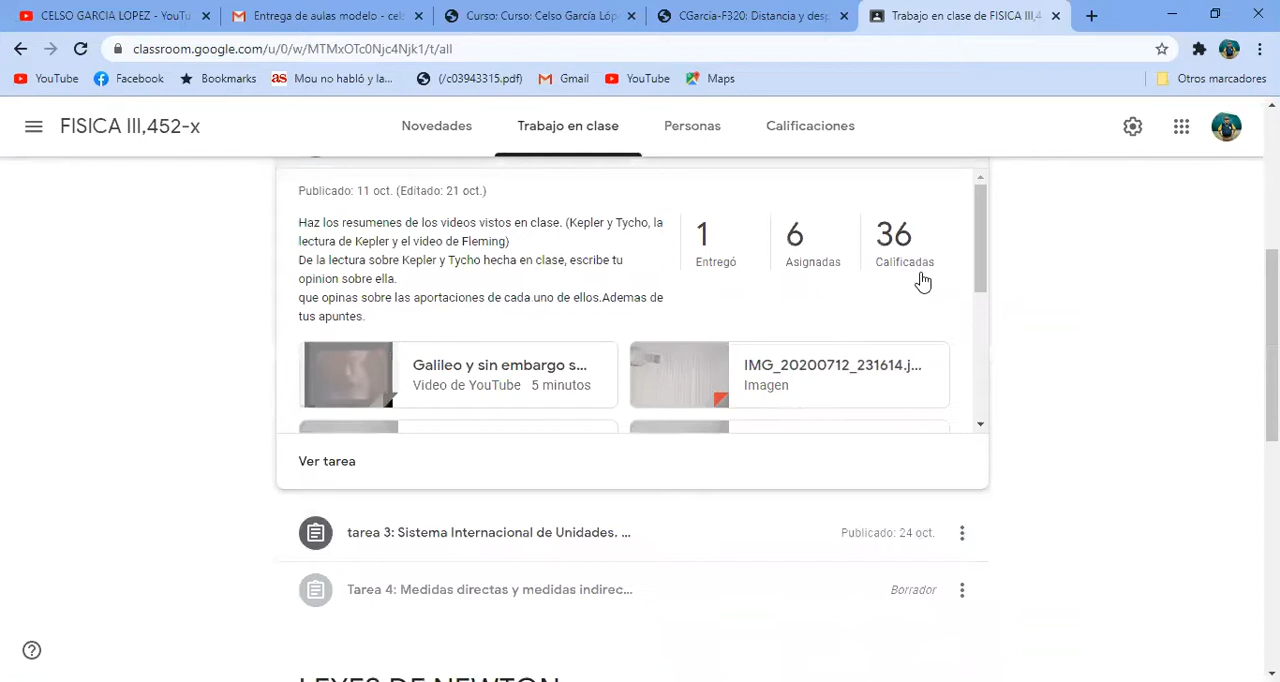 CELSO GARCIA LOPEZ - YouTu
Entrega de aulas modelo - cels
Curso: Curso: Celso García Lope
CGarcia-F320: Distancia y desp
Trabajo en clase de FISICA III,4
classroom.google.com/u/0/w/MTMxOTc0Njc4Njk1/t/all
YouTube
Facebook
Bookmarks
as
Mou no habló y la...
(/c03943315.pdf)
Gmail
YouTube
Maps
Otros marcadores
FISICA III,452-x
Novedades
Trabajo en clase
Personas
Calificaciones
Publicado: 11 oct. (Editado: 21 oct.)
Haz los resumenes de los videos vistos en clase. (Kepler y Tycho, la
lectura de Kepler y el video de Fleming)
De la lectura sobre Kepler y Tycho hecha en clase, escribe tu
opinion sobre ella.
que opinas sobre las aportaciones de cada uno de ellos.Ademas de
tus apuntes.
1
Entregó
6
Asignadas
36
Calificadas
Galileo y sin embargo s...
Video de YouTube 5 minutos
IMG_20200712_231614.j...
Imagen
Ver tarea
tarea 3: Sistema Internacional de Unidades. ...
Publicado: 24 oct.
Tarea 4: Medidas directas y medidas indirec...
Borrador
LEYES DE NEWTON